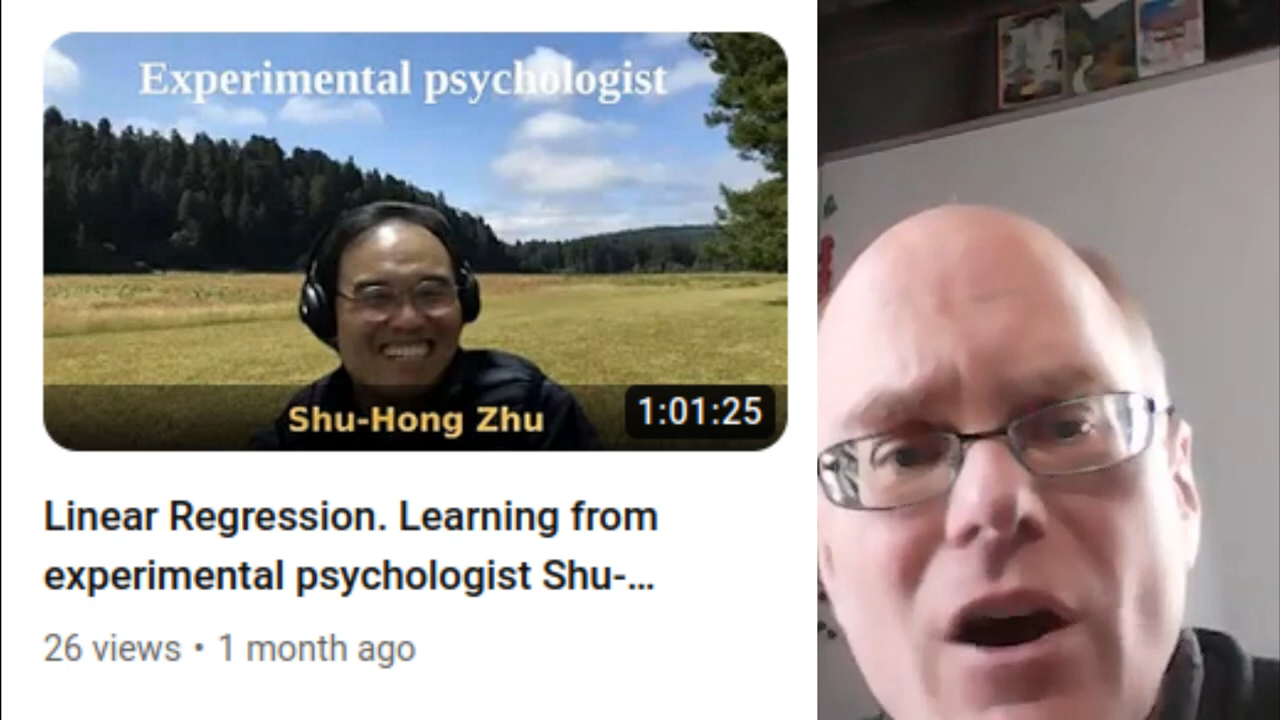 Experimental psychologist
Shu-Hong Zhu
1:01:25
Linear Regression. Learning from
experimental psychologist Shu-...
26 views • 1 month ago